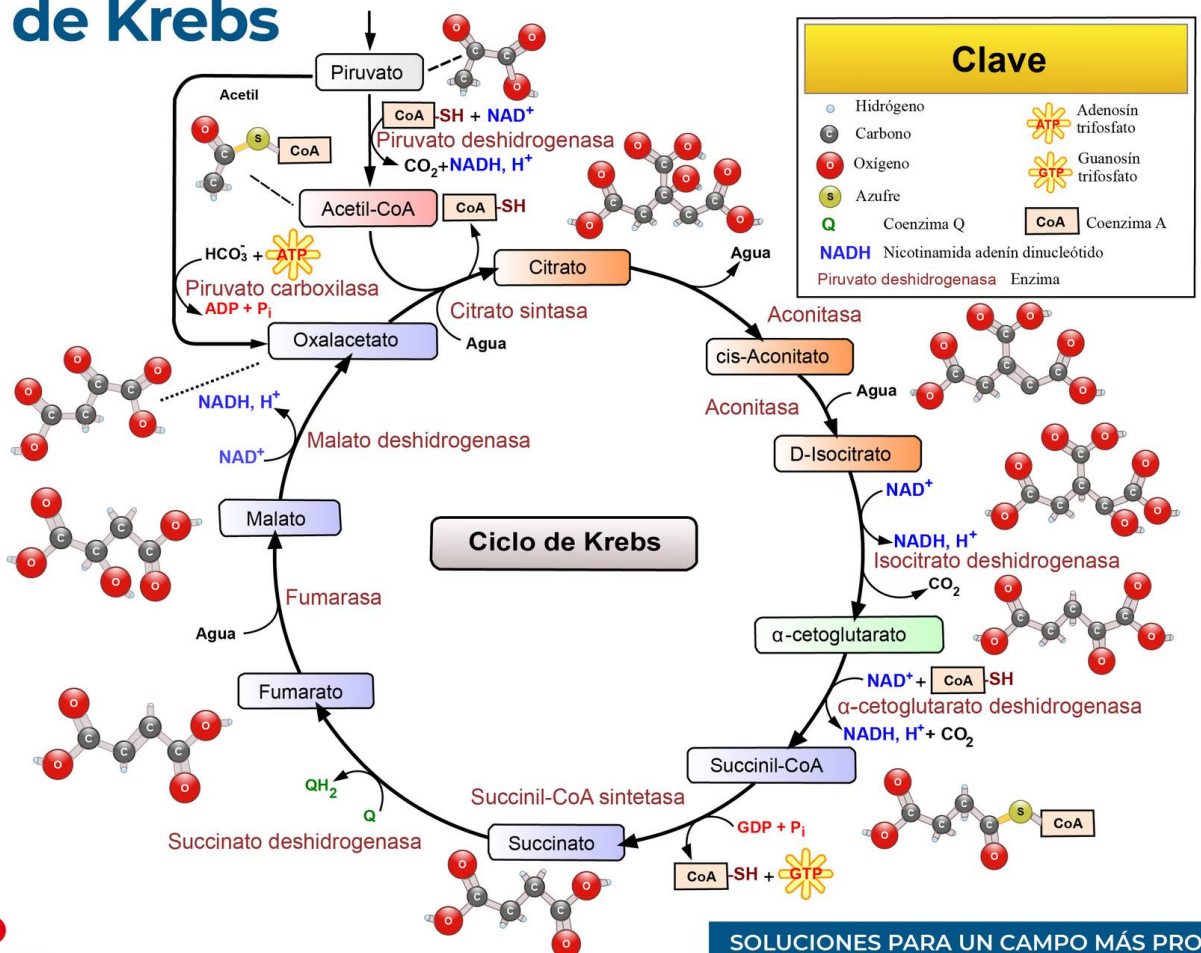 de Krebs
Piruvato
Acetil
CoA
S
CoA-SH + NAD⁺
Piruvato deshidrogenasa
CO₂+NADH, H⁺
Acetil-CoA
CoA-SH
HCO₃⁻ + ATP
Piruvato carboxilasa
ADP + Pᵢ
Oxalacetato
Citrato sintasa
Agua
Citrato
Agua
Aconitasa
cis-Aconitato
Aconitasa
Agua
D-Isocitrato
NAD⁺
NADH, H⁺
Isocitrato deshidrogenasa
CO₂
α-cetoglutarato
NAD⁺ + CoA-SH
α-cetoglutarato deshidrogenasa
NADH, H⁺+ CO₂
Succinil-CoA
S
CoA
Succinil-CoA sintetasa
GDP + Pᵢ
CoA-SH + GTP
Succinato
QH₂
Q
Succinato deshidrogenasa
Fumarato
Agua
Fumarasa
Malato
NAD⁺
NADH, H⁺
Malato deshidrogenasa
Ciclo de Krebs
Clave
Hidrógeno
C Carbono
O Oxígeno
S Azufre
Q Coenzima Q
ATP Adenosín
trifosfato
GTP Guanosín
trifosfato
CoA Coenzima A
NADH Nicotinamida adenín dinucleótido
Piruvato deshidrogenasa Enzima
SOLUCIONES PARA UN CAMPO MÁS PRO